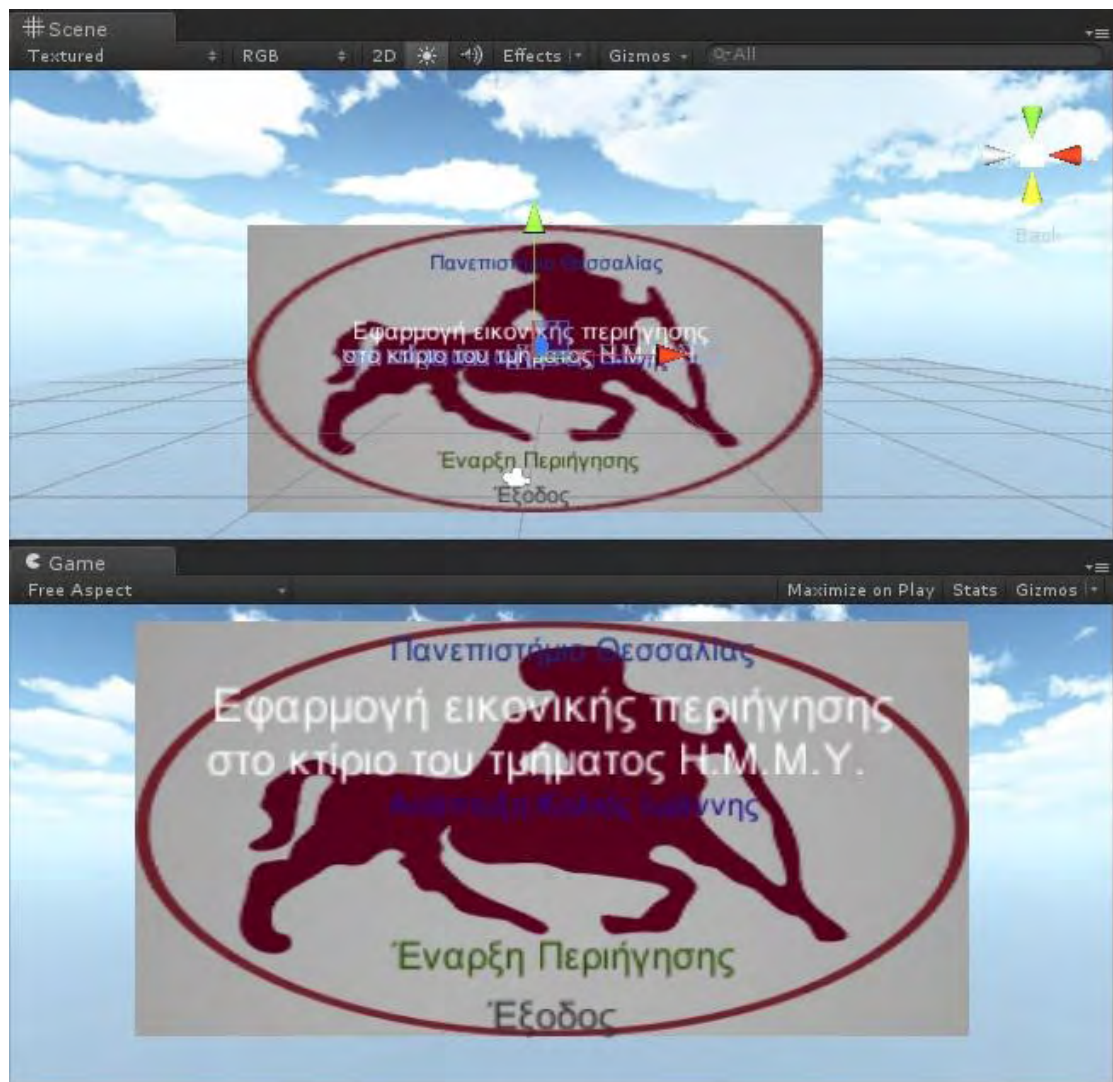 Scene
Textured RGB 2D Effects Gizmos All
Back
Πανεπιστήμιο Θεσσαλίας
Εφαρμογή εικονικής περιήγησης
στο κτίριο του τμήματος Η.Μ.Μ.
Έναρξη Περιήγησης
Έξοδος
Game
Free Aspect Maximize on Play Stats Gizmos
Πανεπιστήμιο Θεσσαλίας
Εφαρμογή εικονικής περιήγησης
στο κτίριο του τμήματος Η.Μ.Μ.Υ.
Ανάπτυξη Ιωάννης
Έναρξη Περιήγησης
Έξοδος